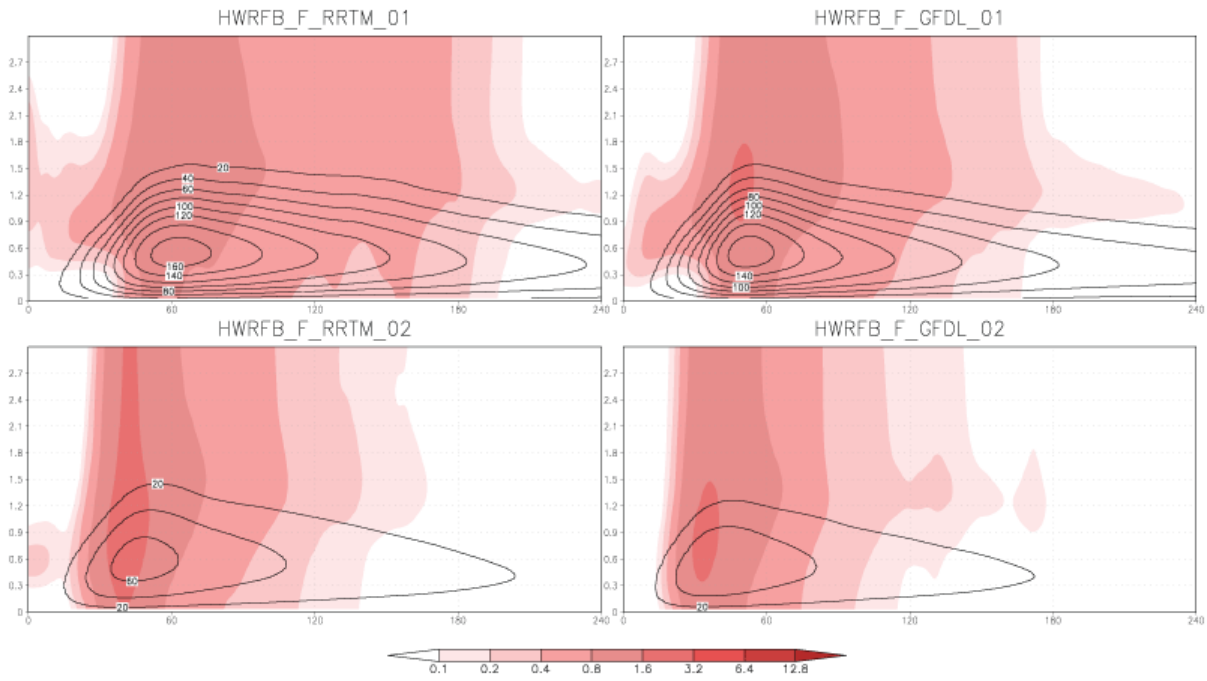 HWRFB_F_RRTM_01 HWRFB_F_GFDL_01
2.7 2.7
2.4 2.4
2.1 2.1
1.8 1.8
1.5 20 1.5
40
1.2 60 1.2 80
100 100
0.9 120 0.9 120
0.6 0.6
160
0.3 140 0.3 140
80 100
0 0
0 60 120 180 240 0 60 120 180 240
HWRFB_F_RRTM_02 HWRFB_F_GFDL_02
2.7 2.7
2.4 2.4
2.1 2.1
1.8 1.8
1.5 20 1.5
1.2 1.2
0.9 0.9
0.6 0.6
60
0.3 0.3
20 20
0 0
0 60 120 180 240 0 60 120 180 240
0.1 0.2 0.4 0.8 1.6 3.2 6.4 12.8